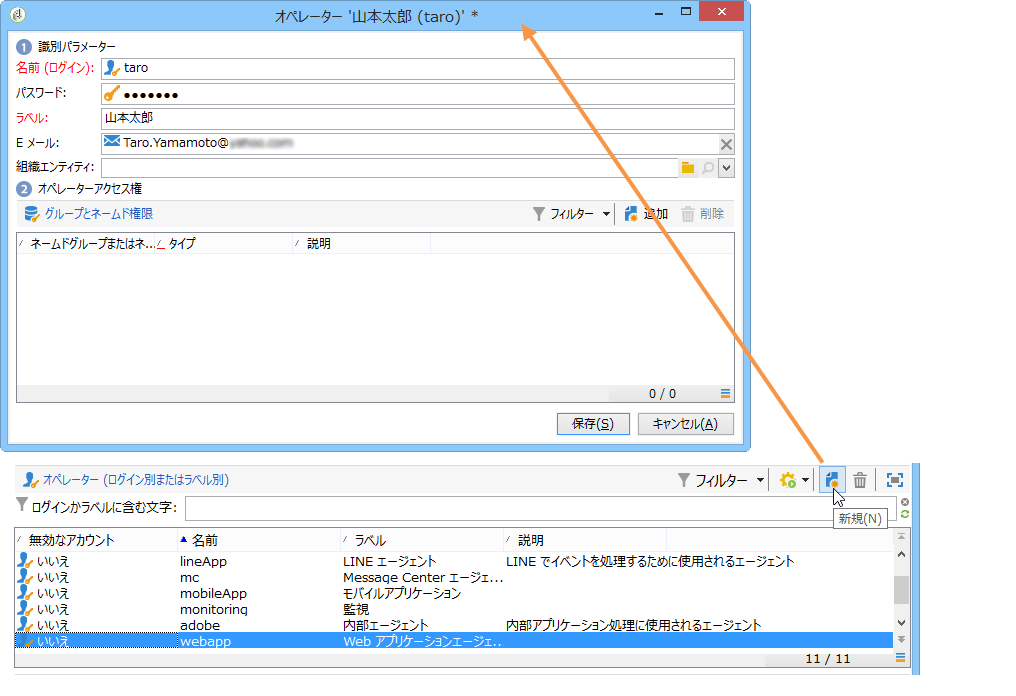 オペレーター '山本太郎 (taro)' *
1 識別パラメーター
名前 (ログイン): taro
パスワード: ●●●●●●●
ラベル: 山本太郎
E メール: Taro.Yamamoto@
組織エンティティ:
2 オペレーターアクセス権
グループとネームド権限 フィルター 追加 削除
ネームドグループまたはネ... タイプ 説明
0 / 0
保存(S) キャンセル(A)
オペレーター (ログイン別またはラベル別) フィルター
ログインかラベルに含む文字: 新規(N)
無効なアカウント 名前 ラベル 説明
いいえ lineApp LINE エージェント LINE でイベントを処理するために使用されるエージェント
いいえ mc Message Center エージェ...
いいえ mobileApp モバイルアプリケーション
いいえ monitoring 監視
いいえ adobe 内部エージェント 内部アプリケーション処理に使用されるエージェント
いいえ webapp Web アプリケーションエージェ...
11 / 11